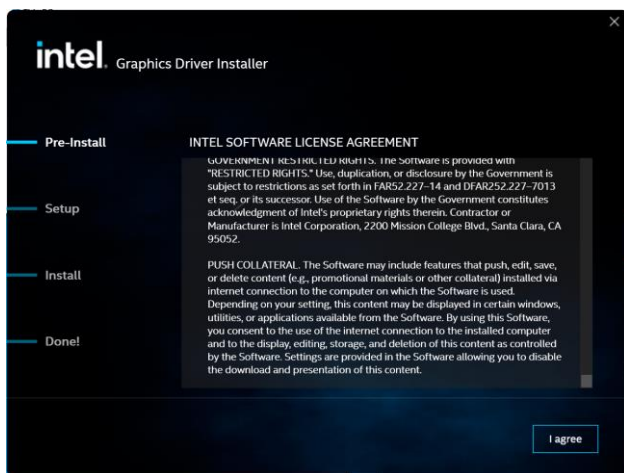 intel. Graphics Driver Installer
Pre-Install
Setup
Install
Done!
INTEL SOFTWARE LICENSE AGREEMENT
GOVERNMENT RESTRICTED RIGHTS. The Software is provided with
"RESTRICTED RIGHTS." Use, duplication, or disclosure by the Government is
subject to restrictions as set forth in FAR52.227–14 and DFAR252.227–7013
et seq. or its successor. Use of the Software by the Government constitutes
acknowledgment of Intel's proprietary rights therein. Contractor or
Manufacturer is Intel Corporation, 2200 Mission College Blvd., Santa Clara, CA
95052.
PUSH COLLATERAL. The Software may include features that push, edit, save,
or delete content (e.g., promotional materials or other collateral) installed via
internet connection to the computer on which the Software is used.
Depending on your setting, this content may be displayed in certain windows,
utilities, or applications available from the Software. By using this Software,
you consent to the use of the internet connection to the installed computer
and to the display, editing, storage, and deletion of this content as controlled
by the Software. Settings are provided in the Software allowing you to disable
the download and presentation of this content.
I agree